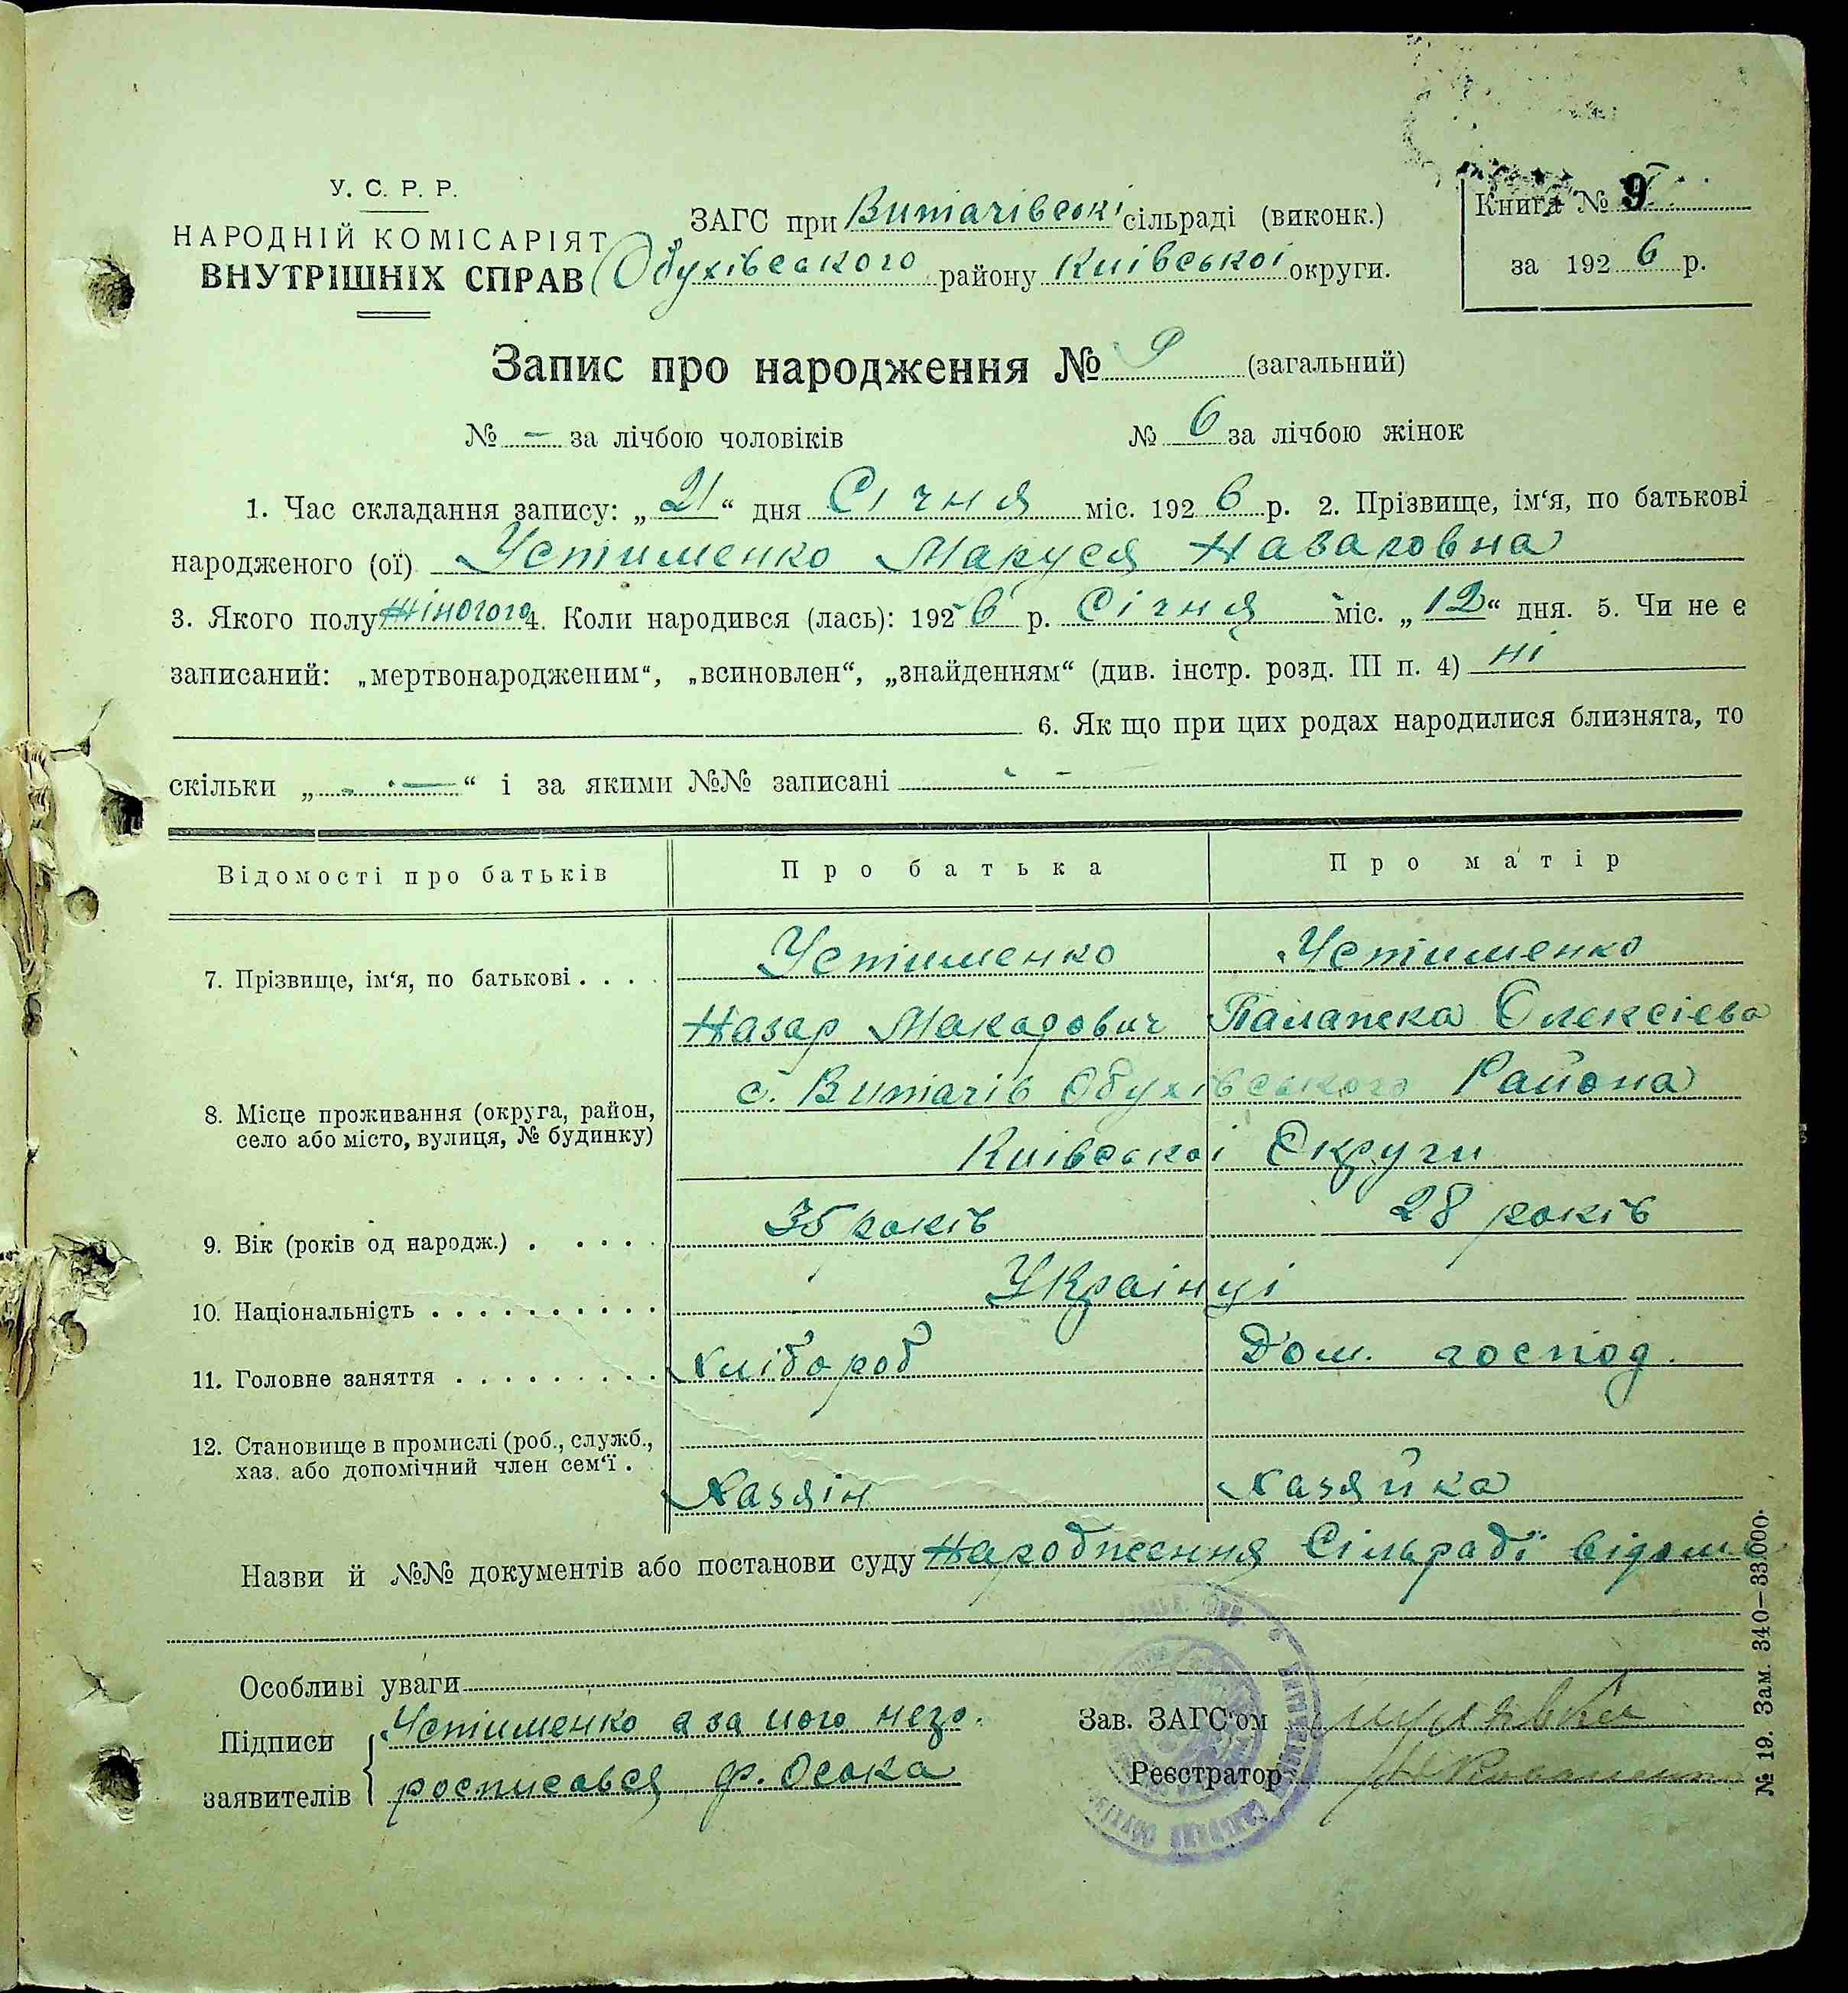 У. С. Р. Р.
НАРОДНІЙ КОМІСАРІЯТ
ВНУТРІШНІХ СПРАВ
ЗАГС при Витачівські сільраді (виконк.)
Обухівського району Київської округи.
Книга № 9
за 1926 р.
Запис про народження № 9 (загальний)
№ — за лічбою чоловіків № 6 за лічбою жінок
1. Час складання запису: „21“ дня Січня міс. 1926 р. 2. Прізвище, ім‘я, по батькові
народженого (ої) Устименко Маруся Назаровна
3. Якого полу жіночого 4. Коли народився (лась): 1926 р. Січня міс. „12“ дня. 5. Чи не є
записаний: „мертвонародженим“, „всиновлен“, „знайденням“ (див. інстр. розд. III п. 4) ні
6. Як що при цих родах народилися близнята, то
скільки „ — “ і за якими №№ записані -
Відомості про батьків Про батька Про матір
7. Прізвище, ім‘я, по батькові . . . . Устименко Устименко
Назар Макарович Палажка Олексієва
8. Місце проживання (округа, район, с. Витачів Обухівського Района
село або місто, вулиця, № будинку)
Київської Округи
9. Вік (років од народж.) . . . . . 35 років 28 років
10. Національність . . . . . . . . . . Українці
11. Головне заняття . . . . . . . . . Хлібороб Дом. господ.
12. Становище в промислі (роб., служб.,
хаз. або допомічний член сем‘ї . Хазяін Хазяйка
Назви й №№ документів або постанови суду Народження Сільраді відоме
Особливі уваги
Підписи заявителів { Устименко а за його негр.
росписався Ф. Осока
Зав. ЗАГС‘ом
Реєстратор
№ 19. Зам. 340—33.000.